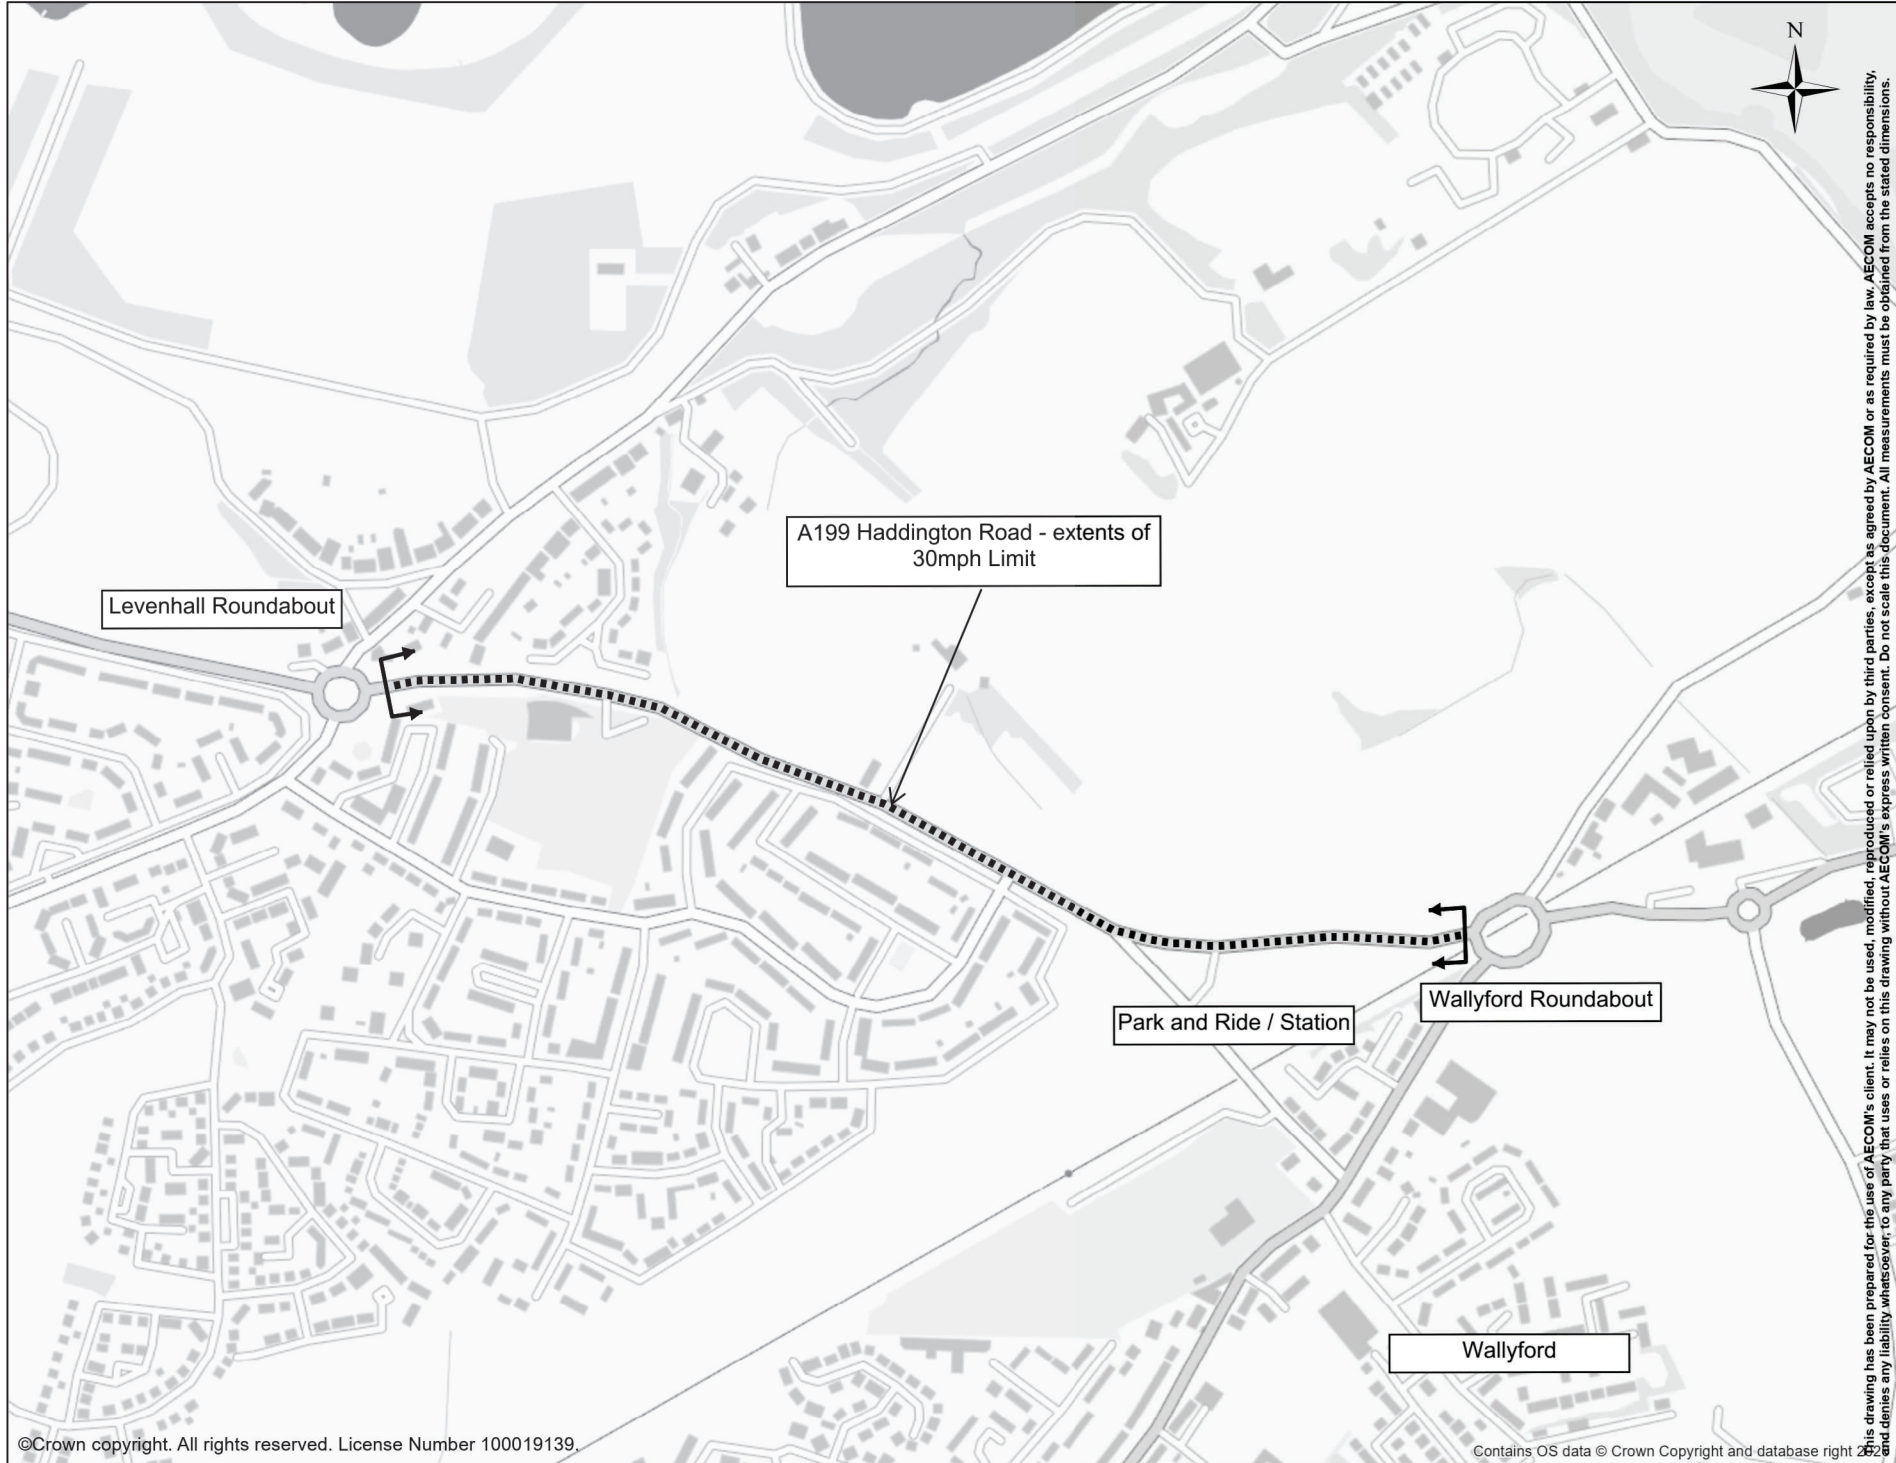 N
A199 Haddington Road - extents of
30mph Limit
Levenhall Roundabout
Wallyford Roundabout
Park and Ride / Station
Wallyford
©Crown copyright. All rights reserved. License Number 100019139.
Contains OS data © Crown Copyright and database right
This drawing has been prepared for the use of AECOM's client. It may not be used, modified, reproduced or relied upon by third parties, except as agreed by AECOM or as required by law. AECOM accepts no responsibility,
and denies any liability whatsoever, to any party that uses or relies on this drawing without AECOM's express written consent. Do not scale this document. All measurements must be obtained from the stated dimensions.